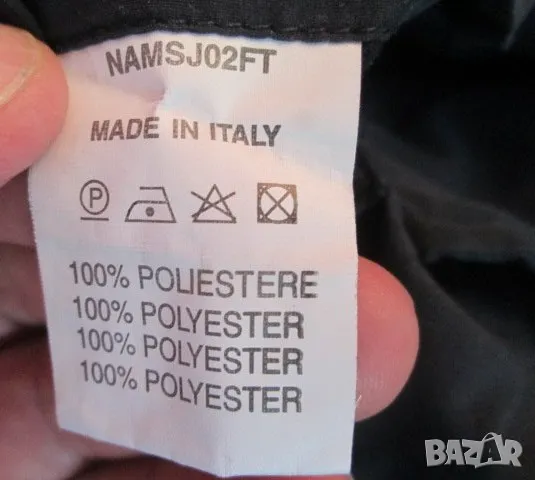 NAMSJ02FT
MADE IN ITALY
P
100% POLIESTERE
100% POLYESTER
100% POLYESTER
100% POLYESTER
BAZAR